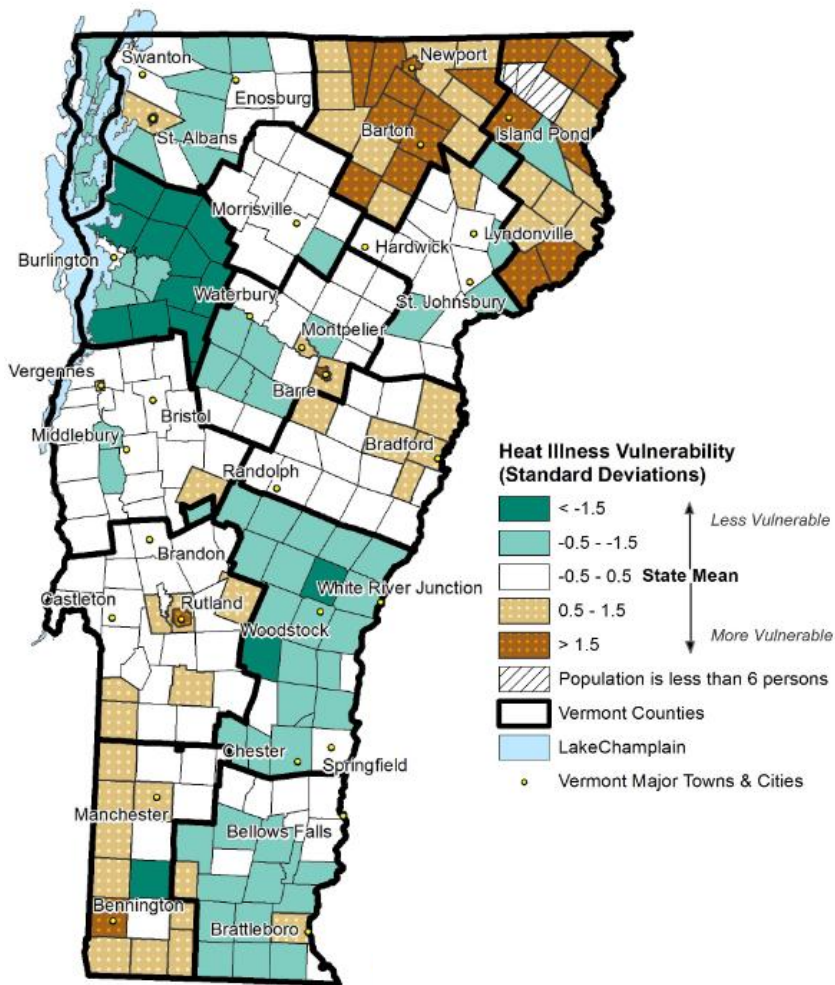 Swanton
Newport
Enosburg
St. Albans
Barton
Island Pond
Morrisville
Hardwick
Lyndonville
Burlington
Waterbury
St. Johnsbury
Montpelier
Vergennes
Barre
Bristol
Middlebury
Bradford
Randolph
Brandon
White River Junction
Castleton
Rutland
Woodstock
Chester
Springfield
Manchester
Bellows Falls
Bennington
Brattleboro
Heat Illness Vulnerability
(Standard Deviations)
< -1.5
Less Vulnerable
-0.5 - -1.5
-0.5 - 0.5 State Mean
0.5 - 1.5
> 1.5
More Vulnerable
Population is less than 6 persons
Vermont Counties
LakeChamplain
Vermont Major Towns & Cities